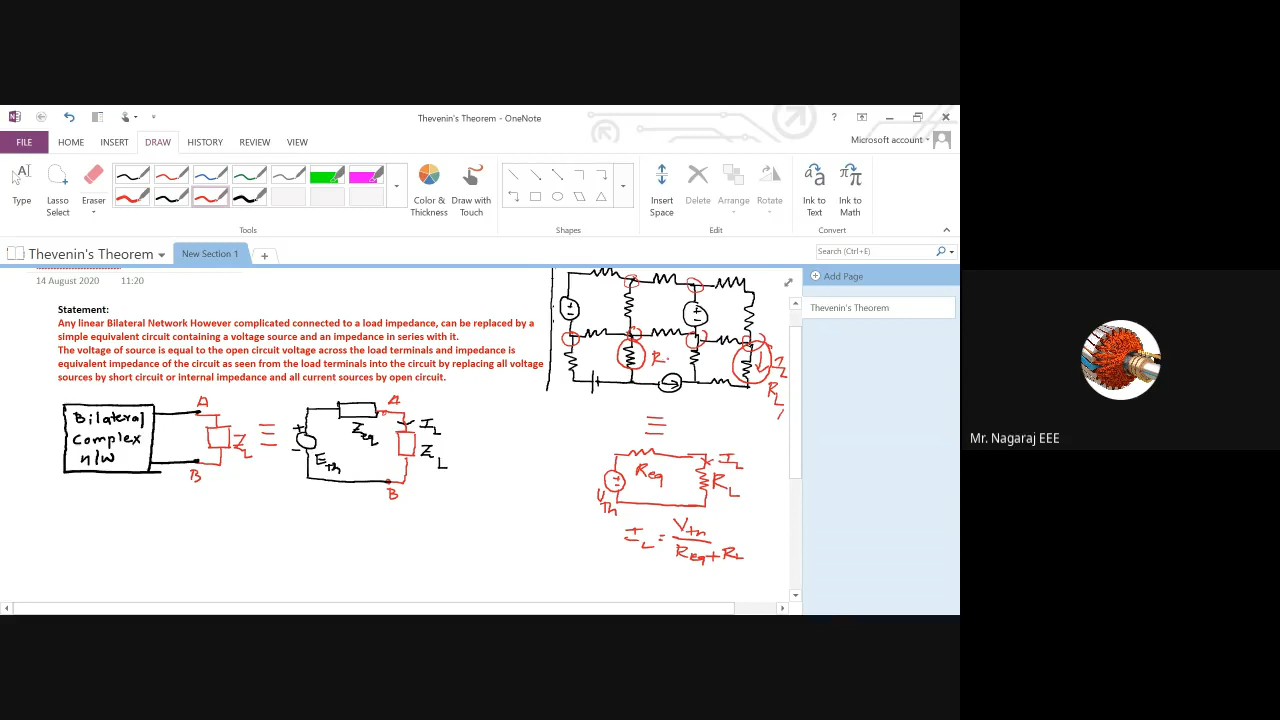 Thevenin's Theorem - OneNote
FILE HOME INSERT DRAW HISTORY REVIEW VIEW
Microsoft account
Type Lasso Select Eraser Color & Thickness Draw with Touch Insert Space Delete Arrange Rotate Ink to Text Ink to Math
Tools Shapes Edit Convert
Thevenin's Theorem New Section 1 Search (Ctrl+E)
Add Page
Thevenin's Theorem
14 August 2020 11:20
Statement:
Any linear Bilateral Network However complicated connected to a load impedance, can be replaced by a
simple equivalent circuit containing a voltage source and an impedance in series with it.
The voltage of source is equal to the open circuit voltage across the load terminals and impedance is
equivalent impedance of the circuit as seen from the load terminals into the circuit by replacing all voltage
sources by short circuit or internal impedance and all current sources by open circuit.
Bilateral
Complex
n/w
A
B
ZL
≡
+
-
ETh
Zeq
A
IL
ZL
B
R.
IL
RL
≡
VTh
Req
IL
RL
IL = Vth / Req + RL
Mr. Nagaraj EEE